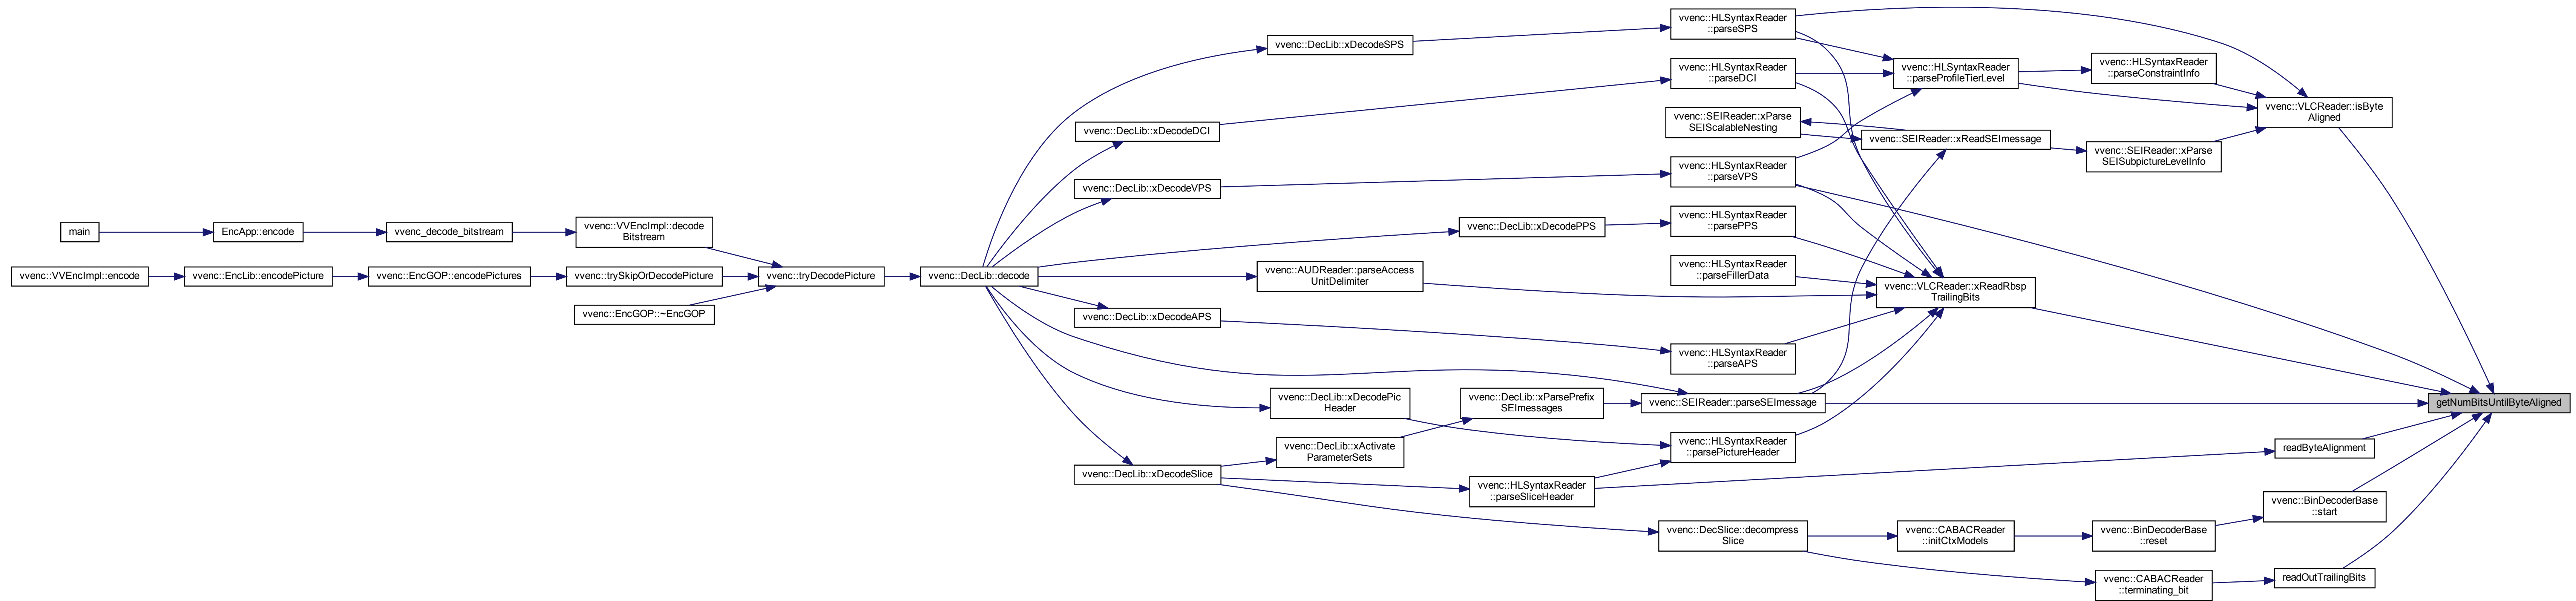 main
vvenc::VVEncImpl::encode
EncApp::encode
vvenc::EncLib::encodePicture
vvenc_decode_bitstream
vvenc::EncGOP::encodePictures
vvenc::VVEncImpl::decode
Bitstream
vvenc::trySkipOrDecodePicture
vvenc::EncGOP::~EncGOP
vvenc::tryDecodePicture
vvenc::DecLib::decode
vvenc::DecLib::xDecodeSPS
vvenc::DecLib::xDecodeDCI
vvenc::DecLib::xDecodeVPS
vvenc::DecLib::xDecodePPS
vvenc::AUDReader::parseAccess
UnitDelimiter
vvenc::DecLib::xDecodeAPS
vvenc::DecLib::xDecodePic
Header
vvenc::DecLib::xParsePrefix
SEImessages
vvenc::DecLib::xActivate
ParameterSets
vvenc::DecLib::xDecodeSlice
vvenc::HLSyntaxReader
::parseSliceHeader
vvenc::HLSyntaxReader
::parseSPS
vvenc::HLSyntaxReader
::parseDCI
vvenc::SEIReader::xParse
SEIScalableNesting
vvenc::HLSyntaxReader
::parseVPS
vvenc::HLSyntaxReader
::parsePPS
vvenc::HLSyntaxReader
::parseFillerData
vvenc::HLSyntaxReader
::parseAPS
vvenc::SEIReader::parseSEImessage
vvenc::HLSyntaxReader
::parsePictureHeader
vvenc::DecSlice::decompress
Slice
vvenc::HLSyntaxReader
::parseProfileTierLevel
vvenc::SEIReader::xReadSEImessage
vvenc::VLCReader::xReadRbsp
TrailingBits
vvenc::CABACReader
::initCtxModels
vvenc::HLSyntaxReader
::parseConstraintInfo
vvenc::SEIReader::xParse
SEISubpictureLevelInfo
vvenc::BinDecoderBase
::reset
vvenc::CABACReader
::terminating_bit
vvenc::VLCReader::isByte
Aligned
readByteAlignment
vvenc::BinDecoderBase
::start
readOutTrailingBits
getNumBitsUntilByteAligned